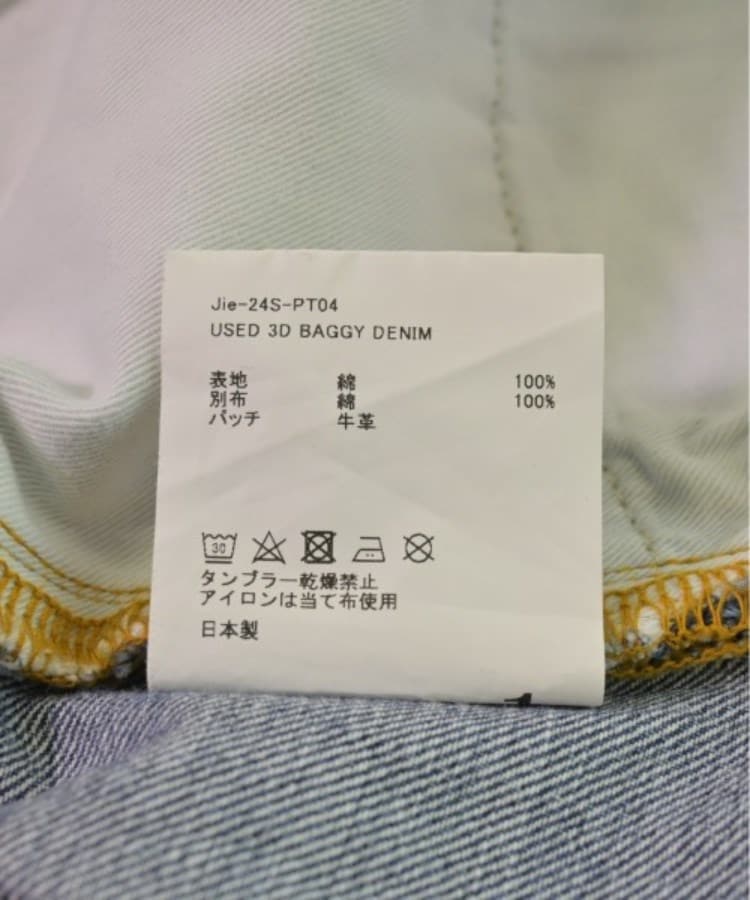 Jie-24S-PT04
USED 3D BAGGY DENIM
表地 綿 100%
別布 綿 100%
パッチ 牛革
30
タンブラー乾燥禁止
アイロンは当て布使用
日本製